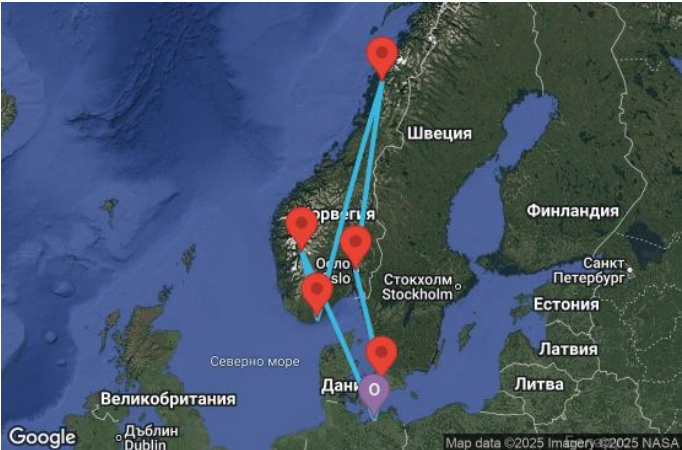 Швеция
Норвегия
Финландия
Осло
Oslo
Санкт
Петербург
Стокхолм
Stockholm
Естония
Северно море
Латвия
Дания
О
Литва
Великобритания
Дъблин
Dublin
Google
Map data ©2025 Imagery ©2025 NASA